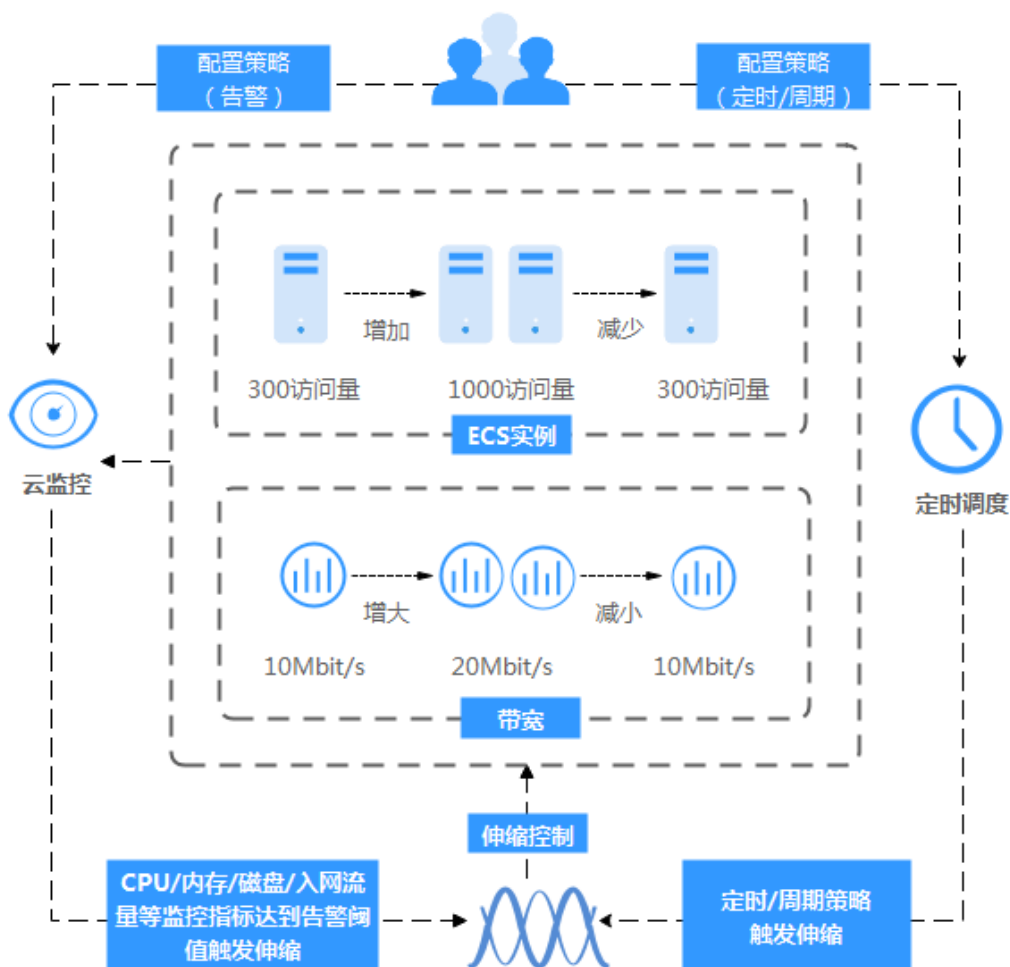 配置策略
（告警）
配置策略
（定时/周期）
增加
减少
300访问量
1000访问量
300访问量
ECS实例
云监控
定时调度
增大
减小
10Mbit/s
20Mbit/s
10Mbit/s
带宽
伸缩控制
CPU/内存/磁盘/入网流
量等监控指标达到告警阈
值触发伸缩
定时/周期策略
触发伸缩